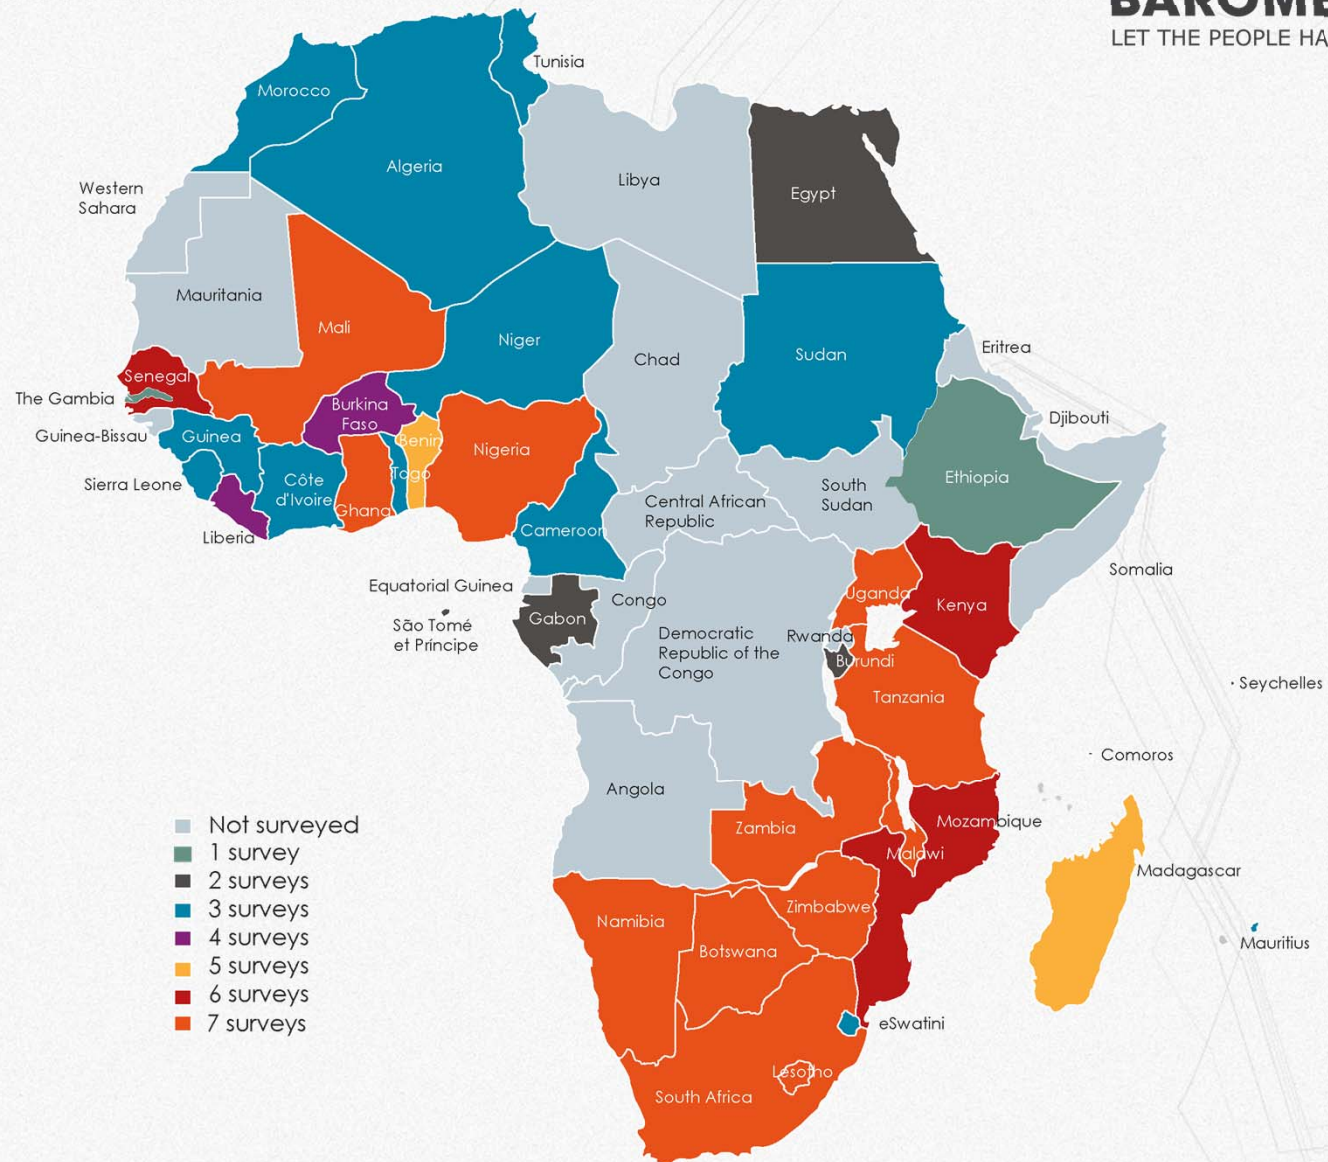 LET THE PEOPLE HA
Tunisia
Morocco
Algeria
Libya
Egypt
Western
Sahara
Mauritania
Mali
Niger
Chad
Sudan
Eritrea
Senegal
The Gambia
Burkina
Faso
Djibouti
Guinea-Bissau
Guinea
Benin
Nigeria
Togo
Ethiopia
Sierra Leone
Côte
d'Ivoire
Ghana
South
Sudan
Central African
Republic
Liberia
Cameroon
Somalia
Equatorial Guinea
Congo
Uganda
Kenya
São Tomé
et Príncipe
Gabon
Democratic
Republic of the
Congo
Rwanda
Burundi
Tanzania
Seychelles
Comoros
Angola
Zambia
Mozambique
Malawi
Madagascar
Not surveyed
1 survey
2 surveys
3 surveys
4 surveys
5 surveys
6 surveys
7 surveys
Namibia
Zimbabwe
Botswana
Mauritius
eSwatini
Lesotho
South Africa